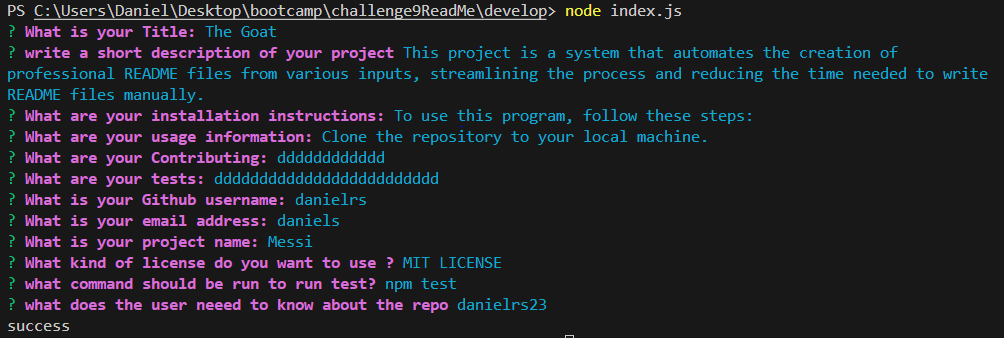 PS C:\Users\Daniel\Desktop\bootcamp\challenge9ReadMe\develop> node index.js
? What is your Title: The Goat
? write a short description of your project This project is a system that automates the creation of
professional README files from various inputs, streamlining the process and reducing the time needed to write
README files manually.
? What are your installation instructions: To use this program, follow these steps:
? What are your usage information: Clone the repository to your local machine.
? What are your Contributing: dddddddddddd
? What are your tests: ddddddddddddddddddddddddd
? What is your Github username: danielrs
? What is your email address: daniels
? What is your project name: Messi
? What kind of license do you want to use ? MIT LICENSE
? what command should be run to run test? npm test
? what does the user neeed to know about the repo danielrs23
success